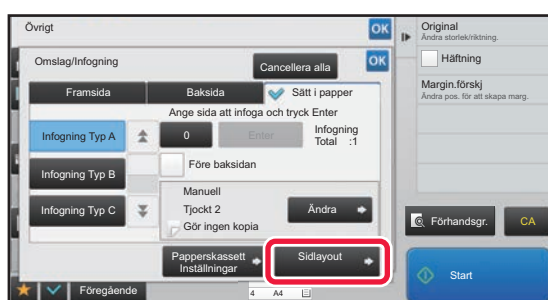 Övrigt
OK
Omslag/Infogning
Cancellera alla
OK
Framsida
Baksida
Sätt i papper
Ange sida att infoga och tryck Enter
Infogning Typ A
0
Enter
Infogning
Total :1
Före baksidan
Infogning Typ B
Manuell
Infogning Typ C
Tjockt 2
Ändra
Gör ingen kopia
Papperskassett
Inställningar
Sidlayout
Föregående
4 A4
Original
Ändra storlek/riktning.
Häftning
Margin.förskj
Ändra pos. för att skapa marg.
Förhandsgr.
CA
Start